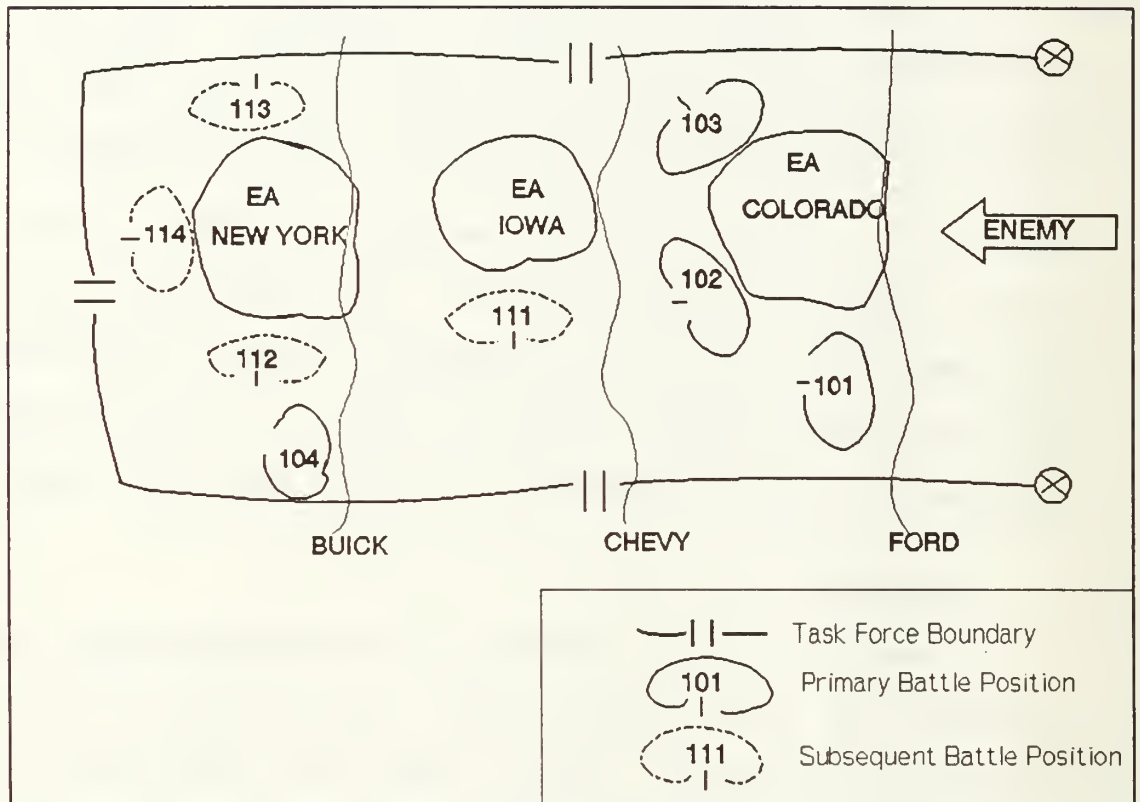 113
103
EA
COLORADO
EA
NEW YORK
EA
IOWA
114
102
ENEMY
111
112
101
104
BUICK
CHEVY
FORD
Task Force Boundary
101
Primary Battle Position
111
Subsequent Battle Position